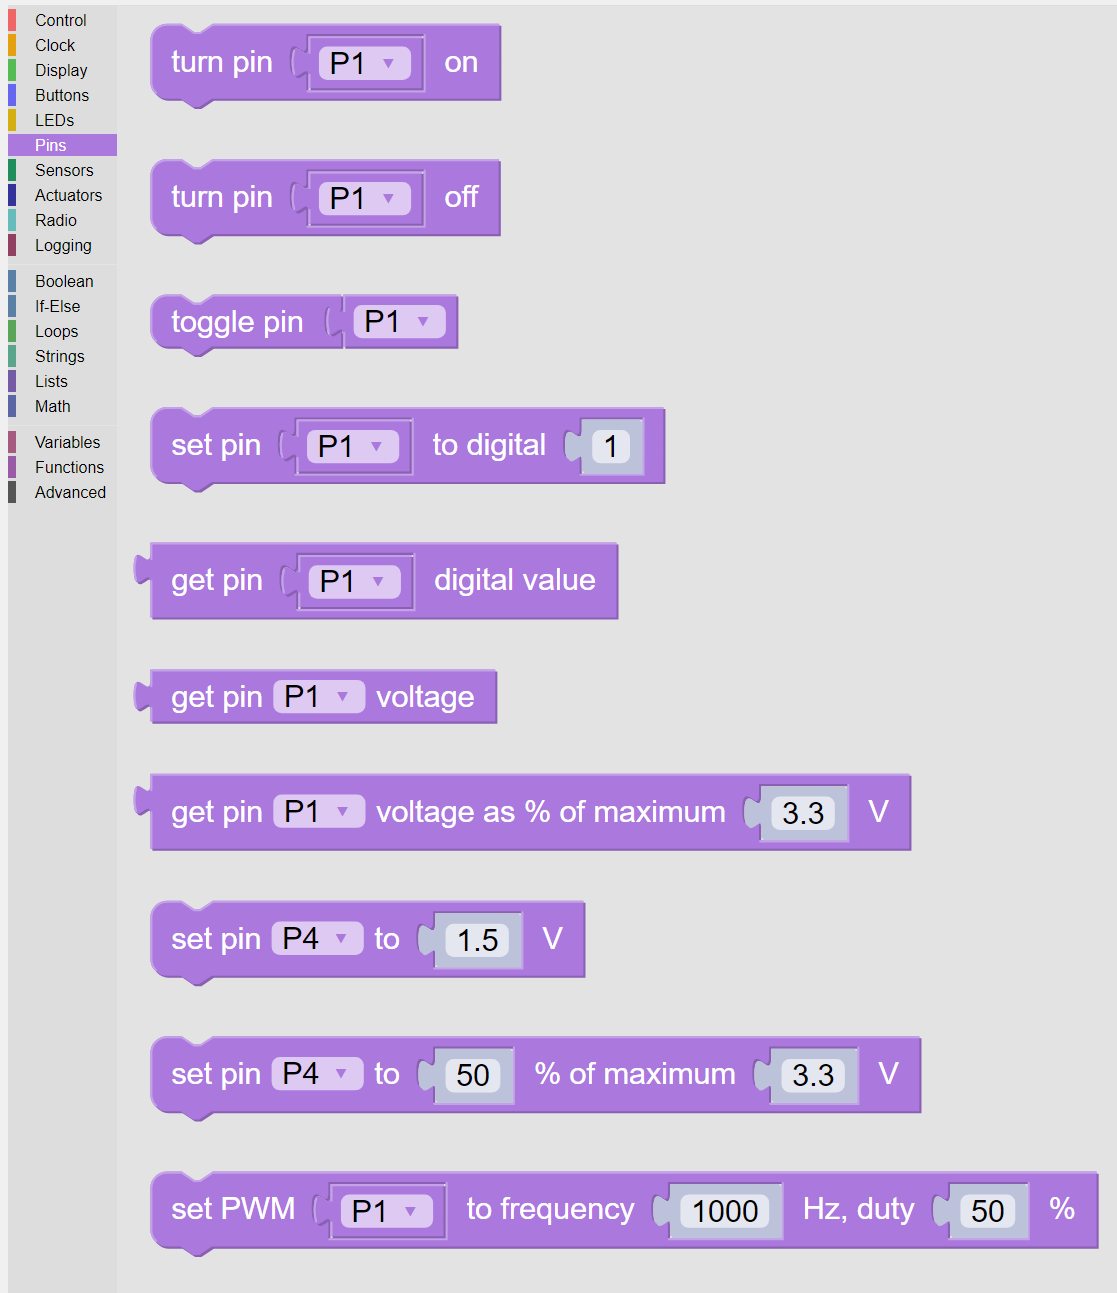 Control
Clock
Display
Buttons
LEDs
Pins
Sensors
Actuators
Radio
Logging
Boolean
If-Else
Loops
Strings
Lists
Math
Variables
Functions
Advanced
turn pin P1 on
turn pin P1 off
toggle pin P1
set pin P1 to digital 1
get pin P1 digital value
get pin P1 voltage
get pin P1 voltage as % of maximum 3.3 V
set pin P4 to 1.5 V
set pin P4 to 50 % of maximum 3.3 V
set PWM P1 to frequency 1000 Hz, duty 50 %